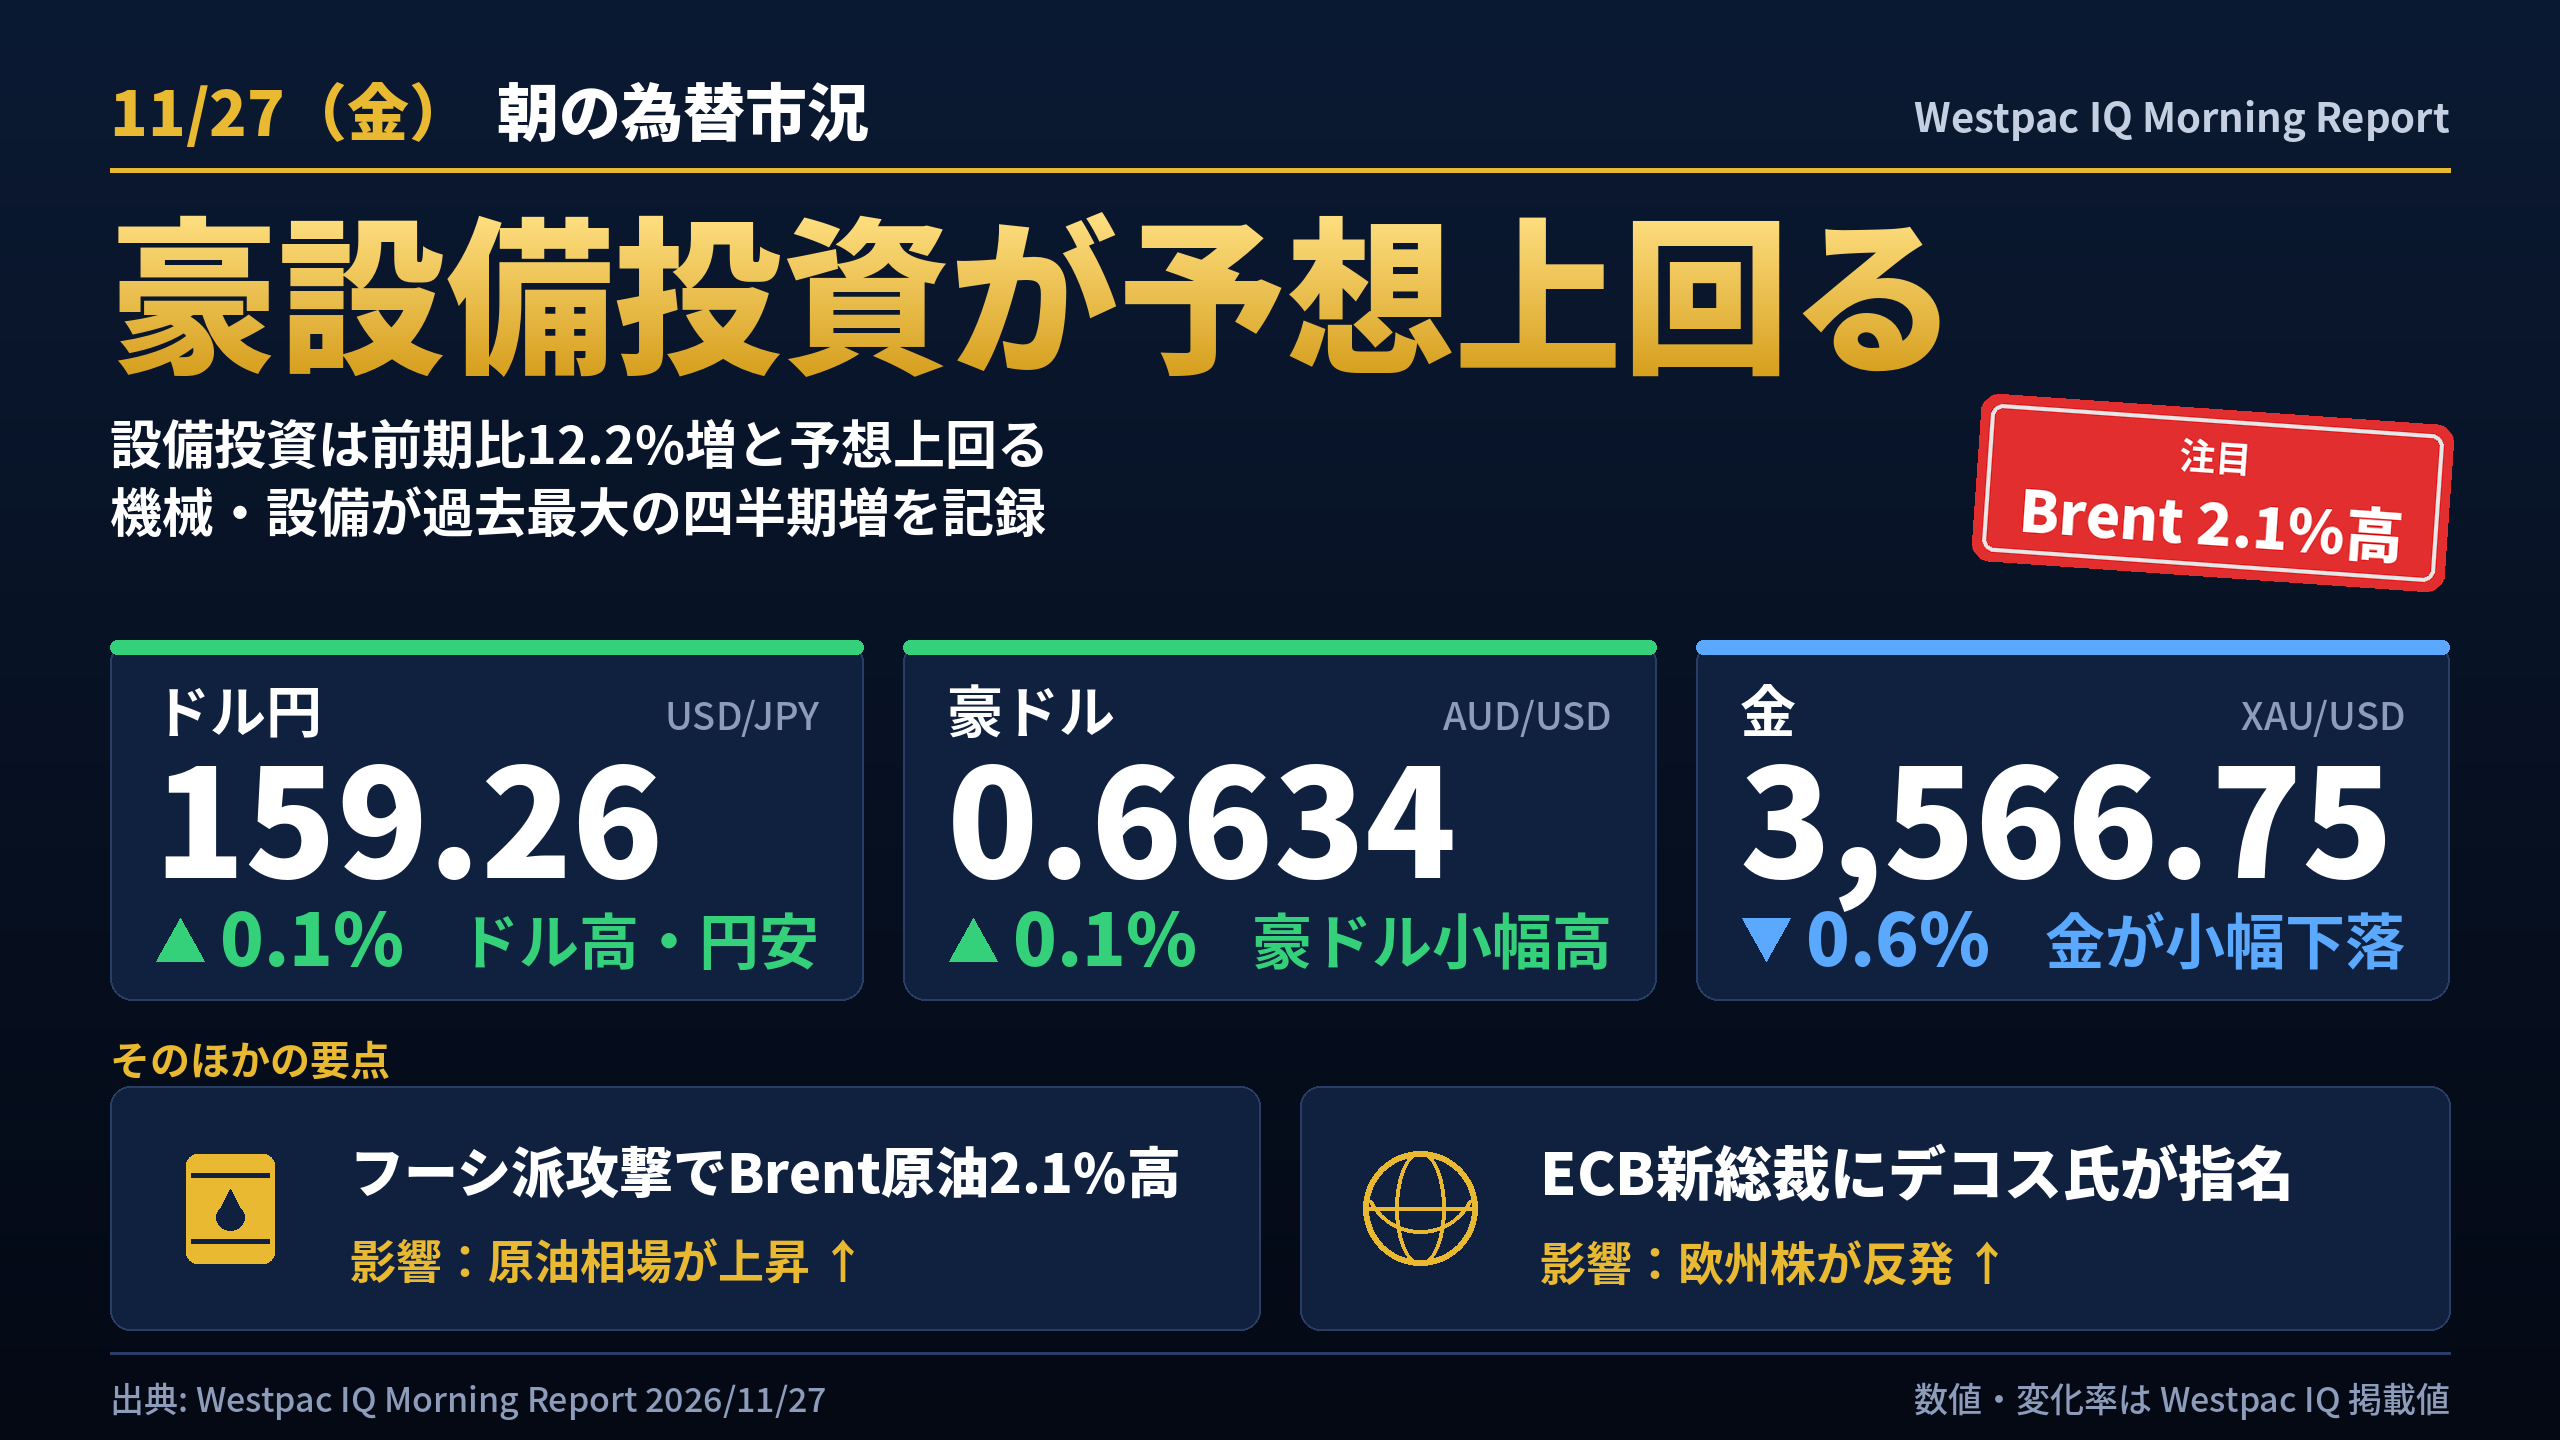 11/27（金） 朝の為替市況
Westpac IQ Morning Report
豪設備投資が予想上回る
設備投資は前期比12.2%増と予想上回る
機械・設備が過去最大の四半期増を記録
注目
Brent 2.1%高
ドル円 USD/JPY
159.26
▲0.1% ドル高・円安
豪ドル AUD/USD
0.6634
▲0.1% 豪ドル小幅高
金 XAU/USD
3,566.75
▼0.6% 金が小幅下落
そのほかの要点
フーシ派攻撃でBrent原油2.1%高
影響：原油相場が上昇 ↑
ECB新総裁にデコス氏が指名
影響：欧州株が反発 ↑
出典: Westpac IQ Morning Report 2026/11/27
数値・変化率は Westpac IQ 掲載値